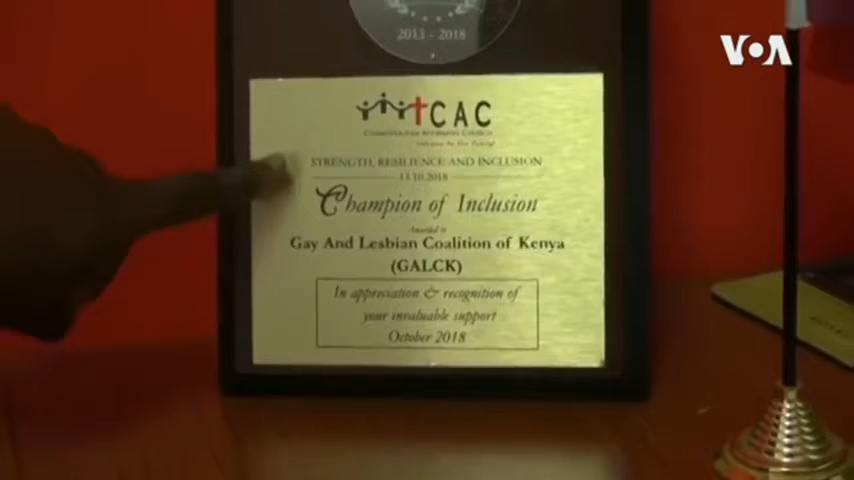 2013 - 2018
VOA
CAC
STRENGTH, RESILIENCE AND INCLUSION
13.10.2018
Champion of Inclusion
Awarded to
Gay And Lesbian Coalition of Kenya
(GALCK)
In appreciation & recognition of
your invaluable support
October 2018